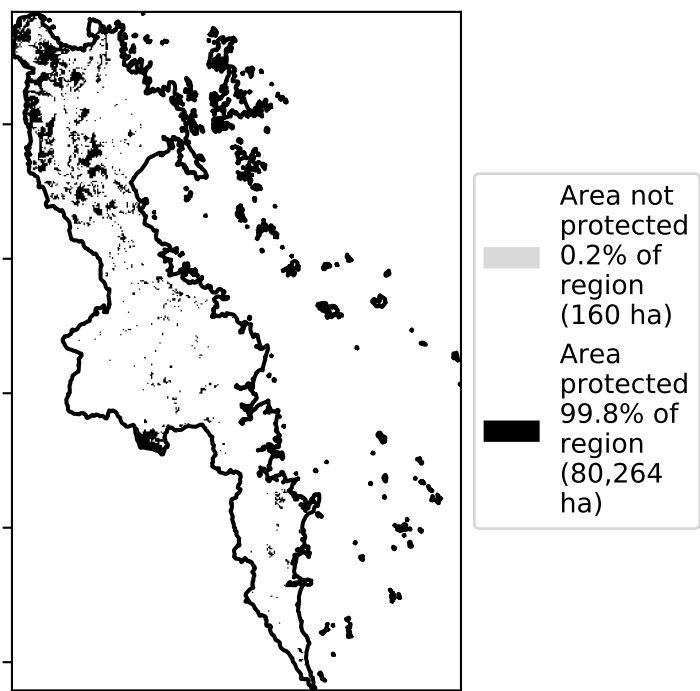 Area not
protected
0.2% of
region
(160 ha)
Area
protected
99.8% of
region
(80,264
ha)